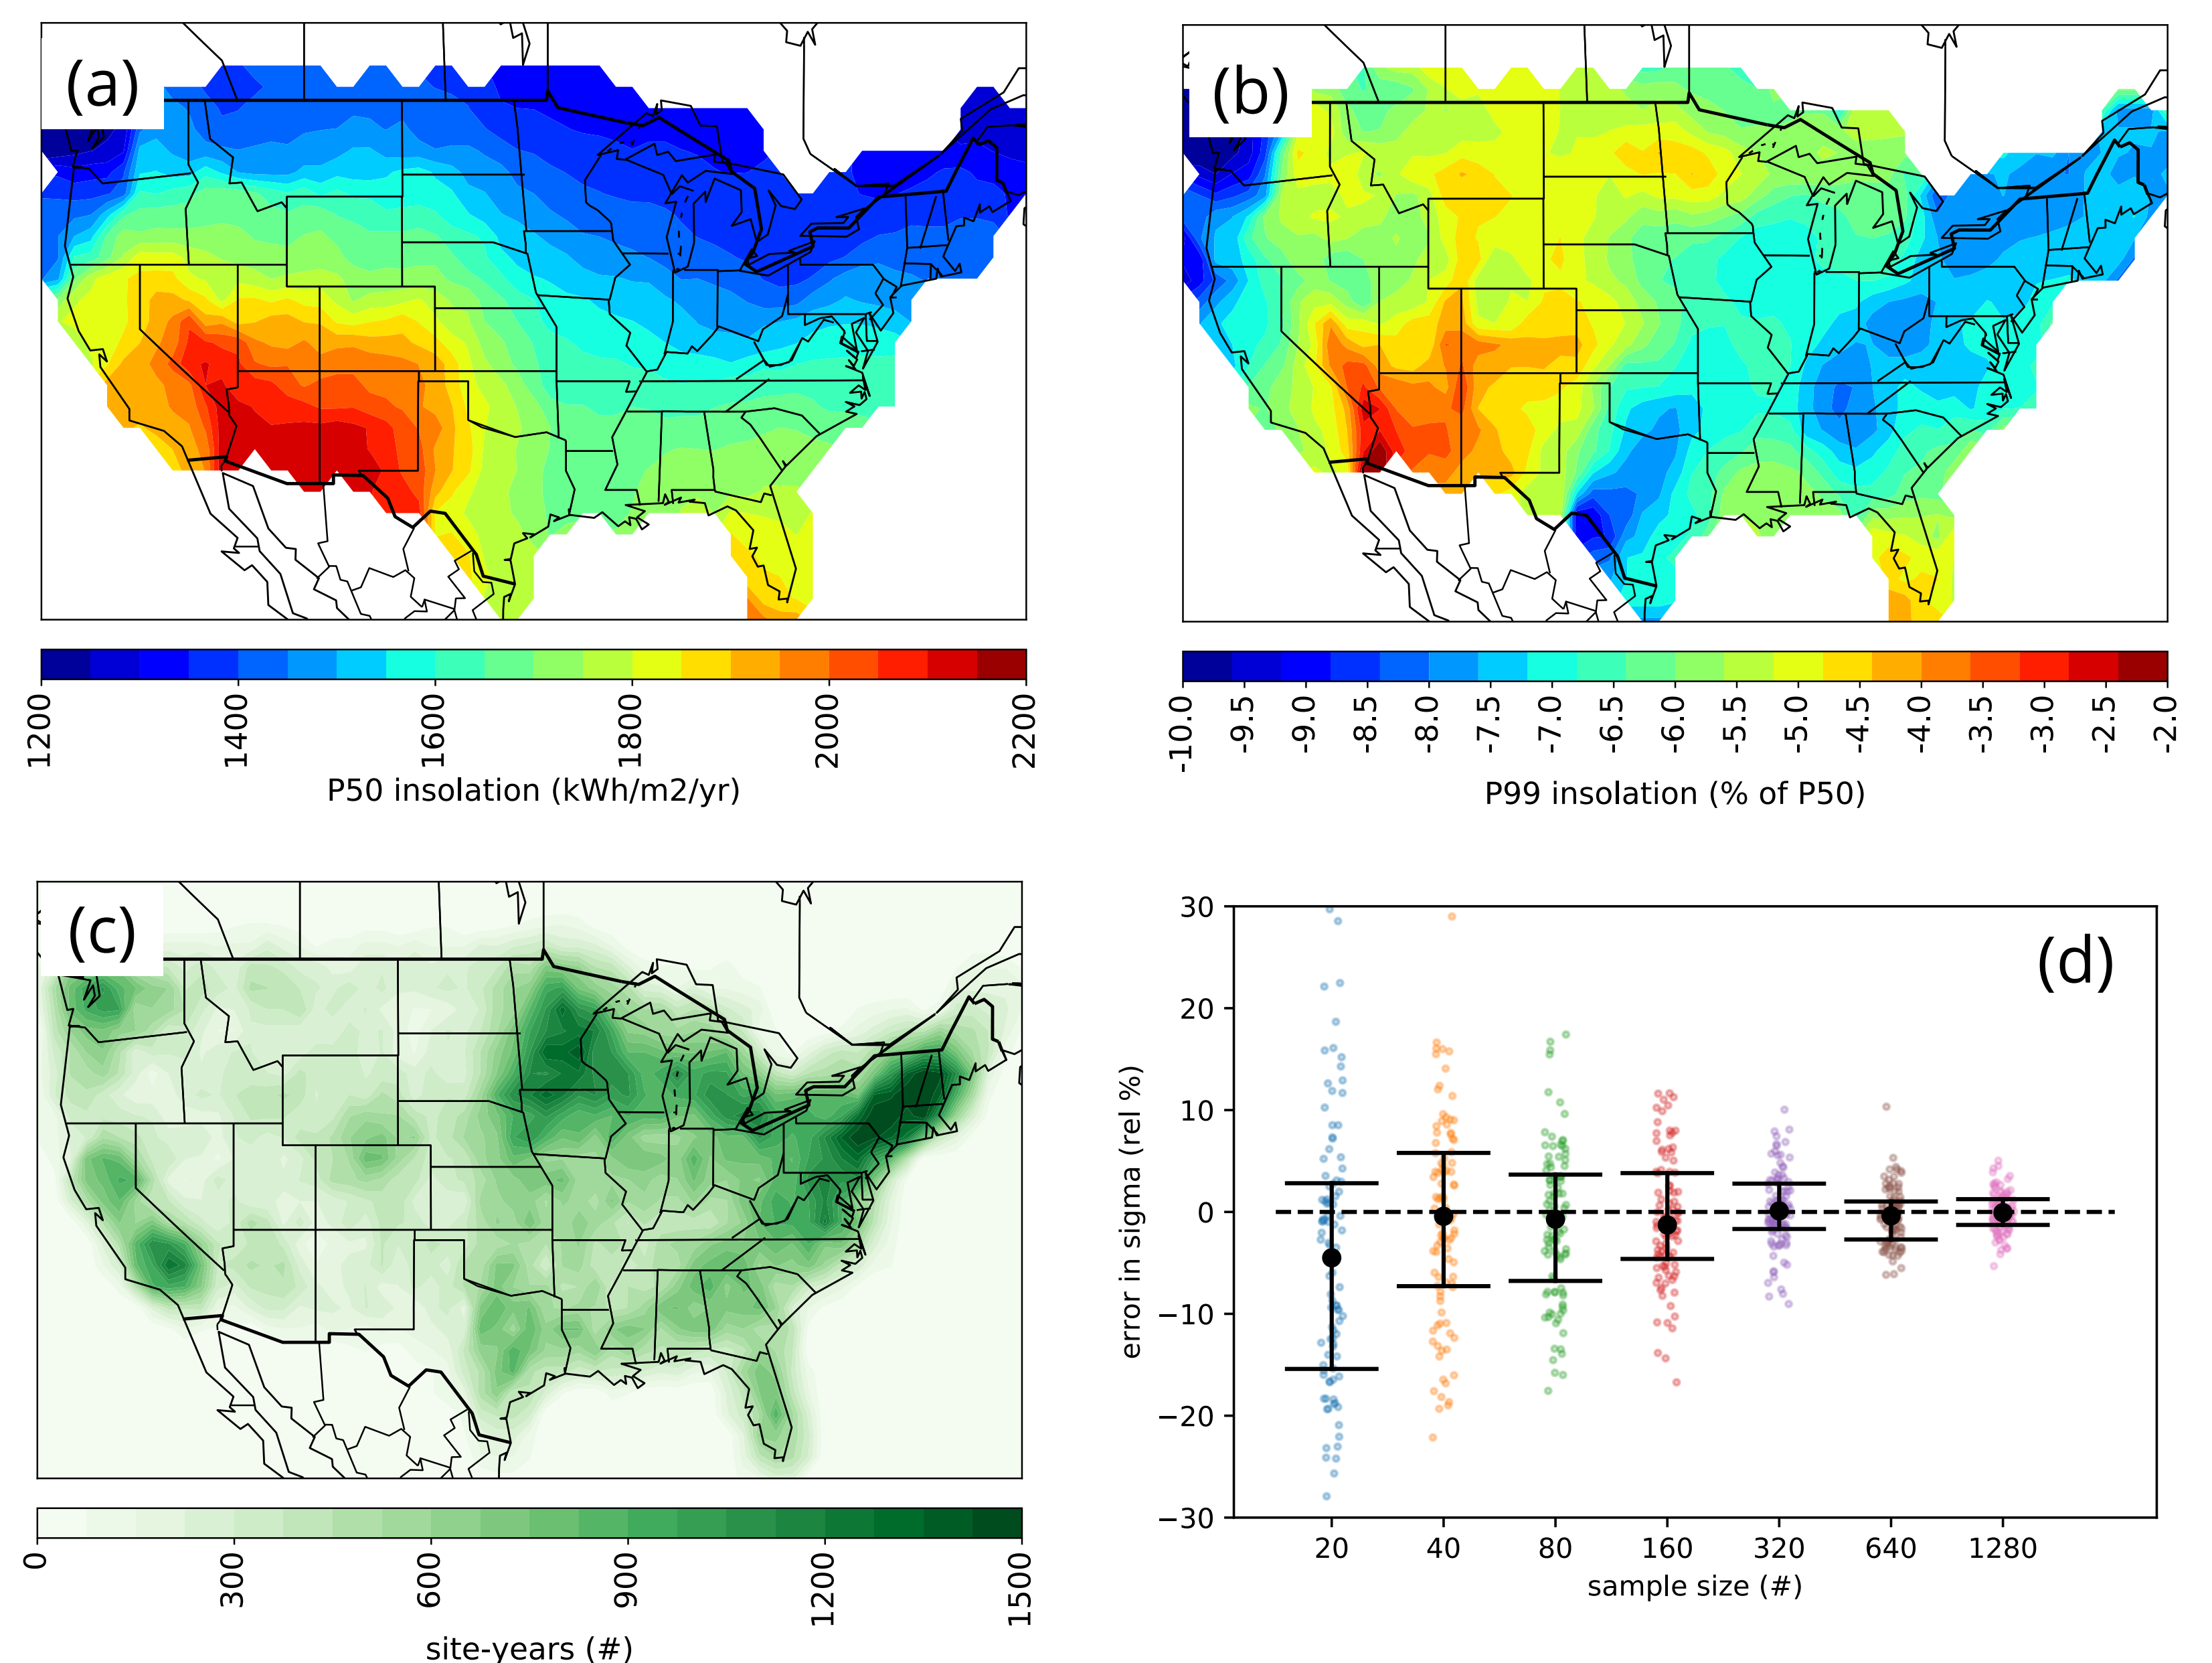 (a)
1200 1400 1600 1800 2000 2200
P50 insolation (kWh/m2/yr)
(b)
-10.0 -9.5 -9.0 -8.5 -8.0 -7.5 -7.0 -6.5 -6.0 -5.5 -5.0 -4.5 -4.0 -3.5 -3.0 -2.5 -2.0
P99 insolation (% of P50)
(c)
0 300 600 900 1200 1500
site-years (#)
(d)
30
20
10
0
−10
−20
−30
error in sigma (rel %)
20 40 80 160 320 640 1280
sample size (#)